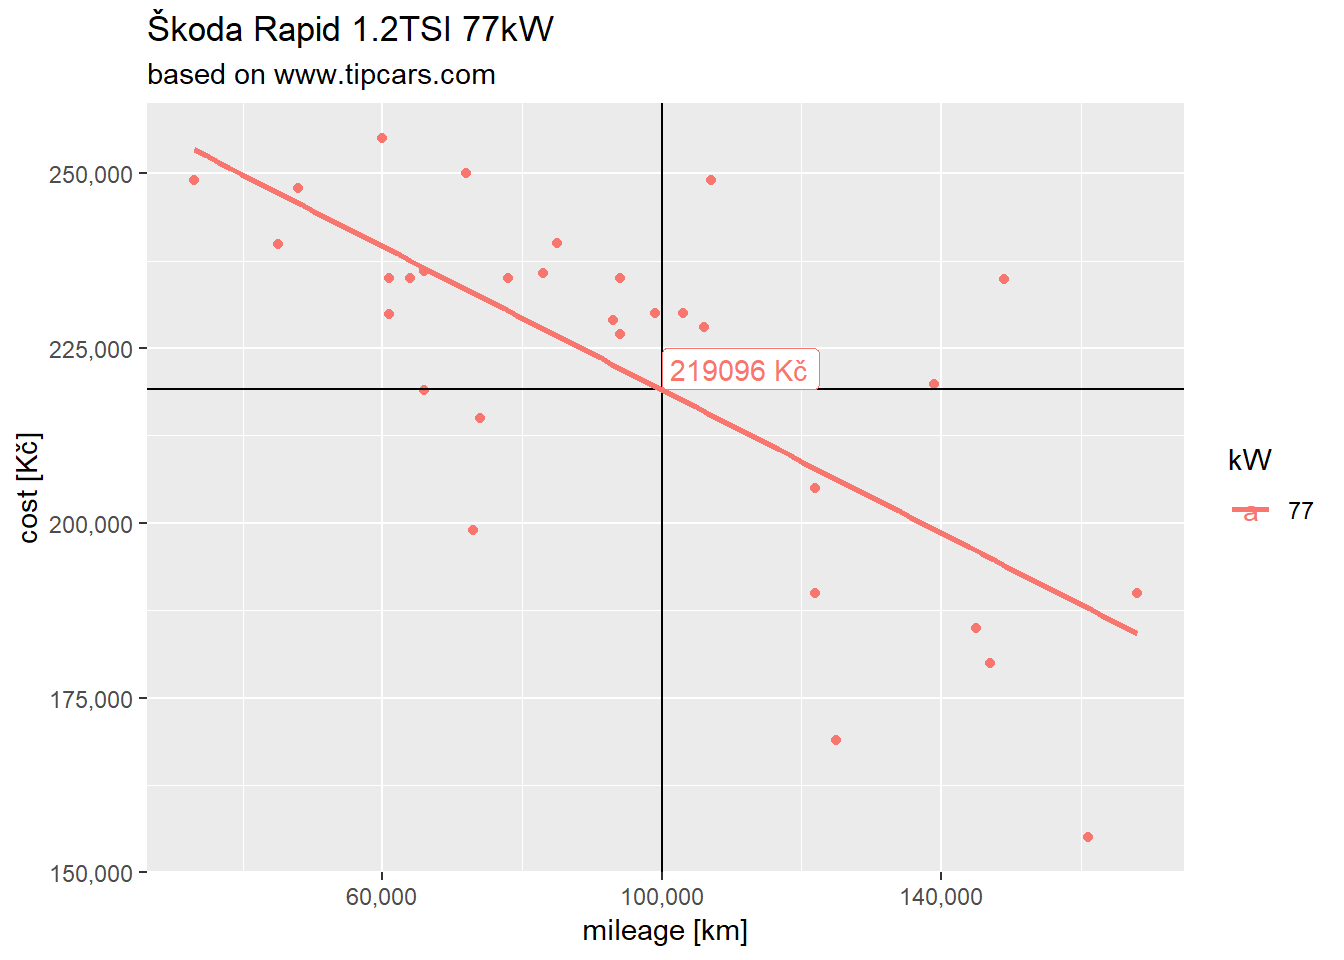 Škoda Rapid 1.2TSI 77kW
based on www.tipcars.com
250,000
225,000
200,000
175,000
150,000
cost [Kč]
219096 Kč
60,000
100,000
140,000
mileage [km]
kW
a
77